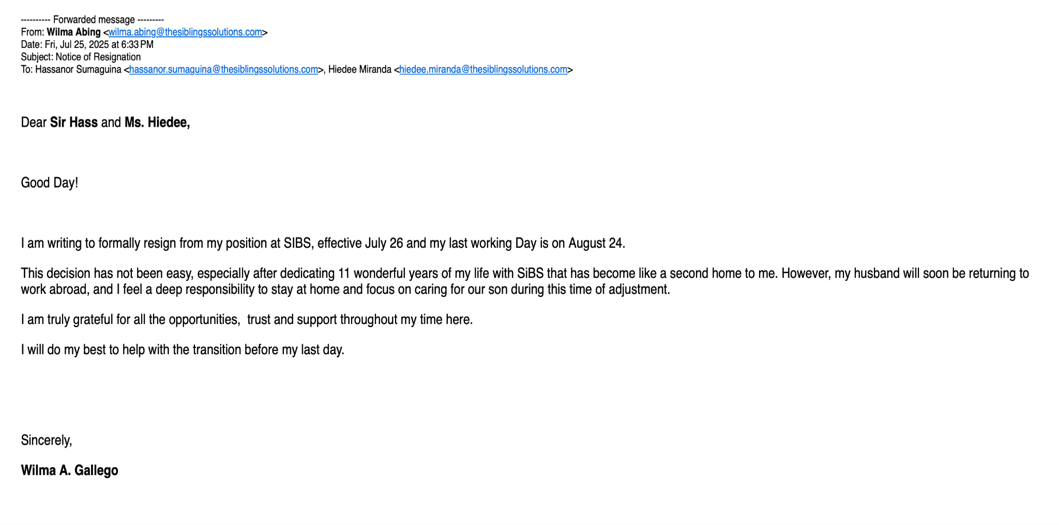 ---------- Forwarded message ---------
From: Wilma Abing <wilma.abing@thesiblingssolutions.com>
Date: Fri, Jul 25, 2025 at 6:33 PM
Subject: Notice of Resignation
To: Hassanor Sumaguina <hassanor.sumaguina@thesiblingssolutions.com>, Hiedee Miranda <hiedee.miranda@thesiblingssolutions.com>
Dear Sir Hass and Ms. Hiedee,
Good Day!
I am writing to formally resign from my position at SIBS, effective July 26 and my last working Day is on August 24.
This decision has not been easy, especially after dedicating 11 wonderful years of my life with SiBS that has become like a second home to me. However, my husband will soon be returning to
work abroad, and I feel a deep responsibility to stay at home and focus on caring for our son during this time of adjustment.
I am truly grateful for all the opportunities,  trust and support throughout my time here.
I will do my best to help with the transition before my last day.
Sincerely,
Wilma A. Gallego